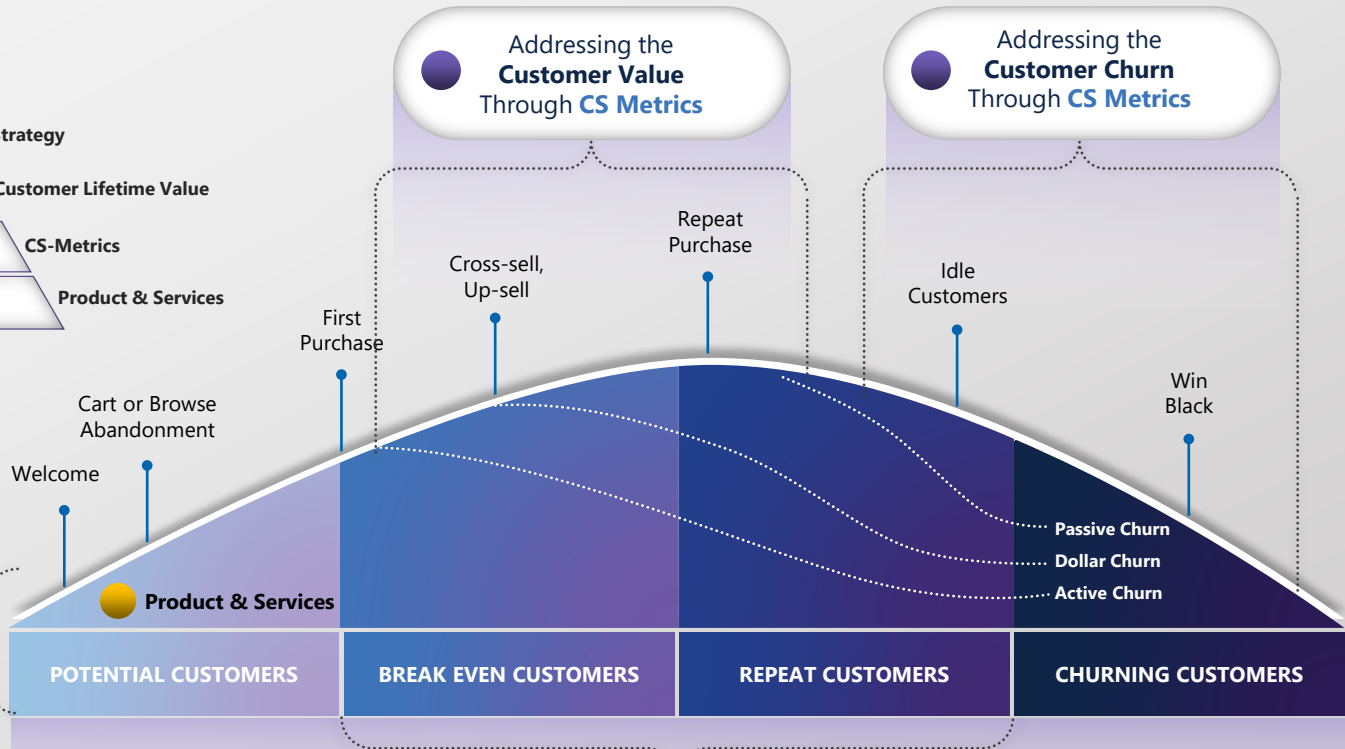 Addressing the
Customer Value
Through CS Metrics
Addressing the
Customer Churn
Through CS Metrics
trategy
Customer Lifetime Value
CS-Metrics
Product & Services
Welcome
Cart or Browse
Abandonment
First
Purchase
Cross-sell,
Up-sell
Repeat
Purchase
Idle
Customers
Win
Black
Passive Churn
Dollar Churn
Active Churn
Product & Services
POTENTIAL CUSTOMERS
BREAK EVEN CUSTOMERS
REPEAT CUSTOMERS
CHURNING CUSTOMERS